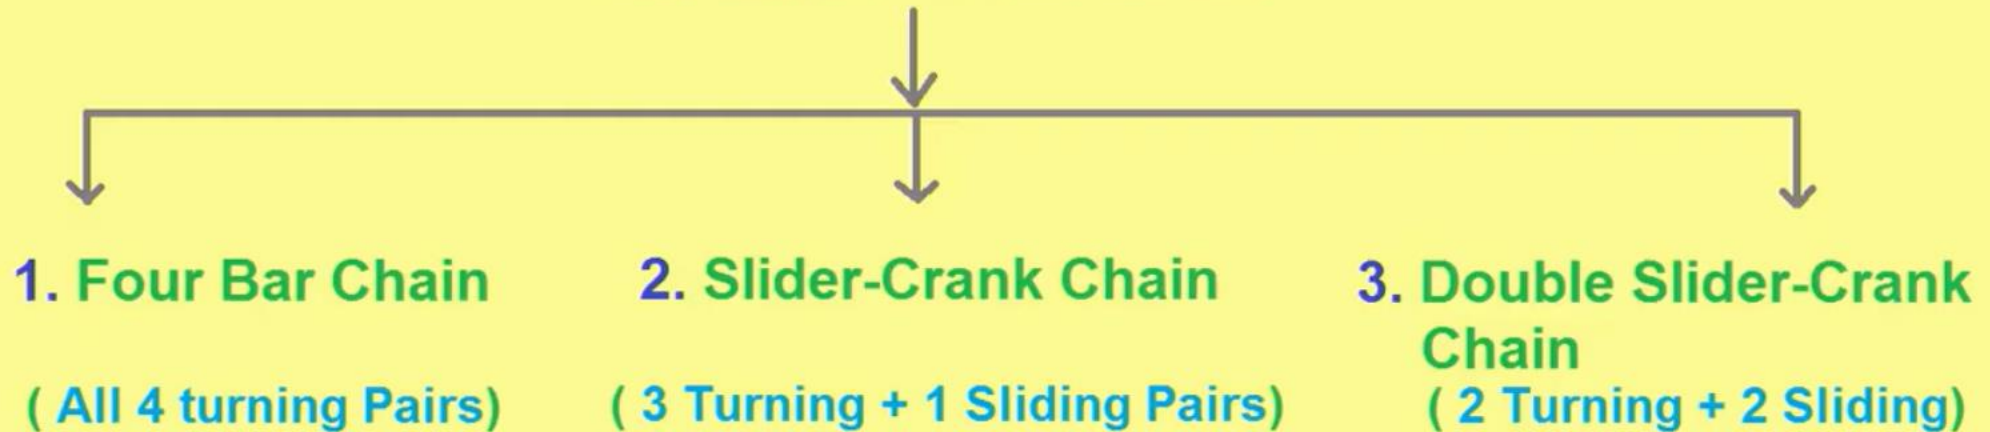 1. Four Bar Chain
(All 4 turning Pairs)
2. Slider-Crank Chain
(3 Turning + 1 Sliding Pairs)
3. Double Slider-Crank
Chain
(2 Turning + 2 Sliding)